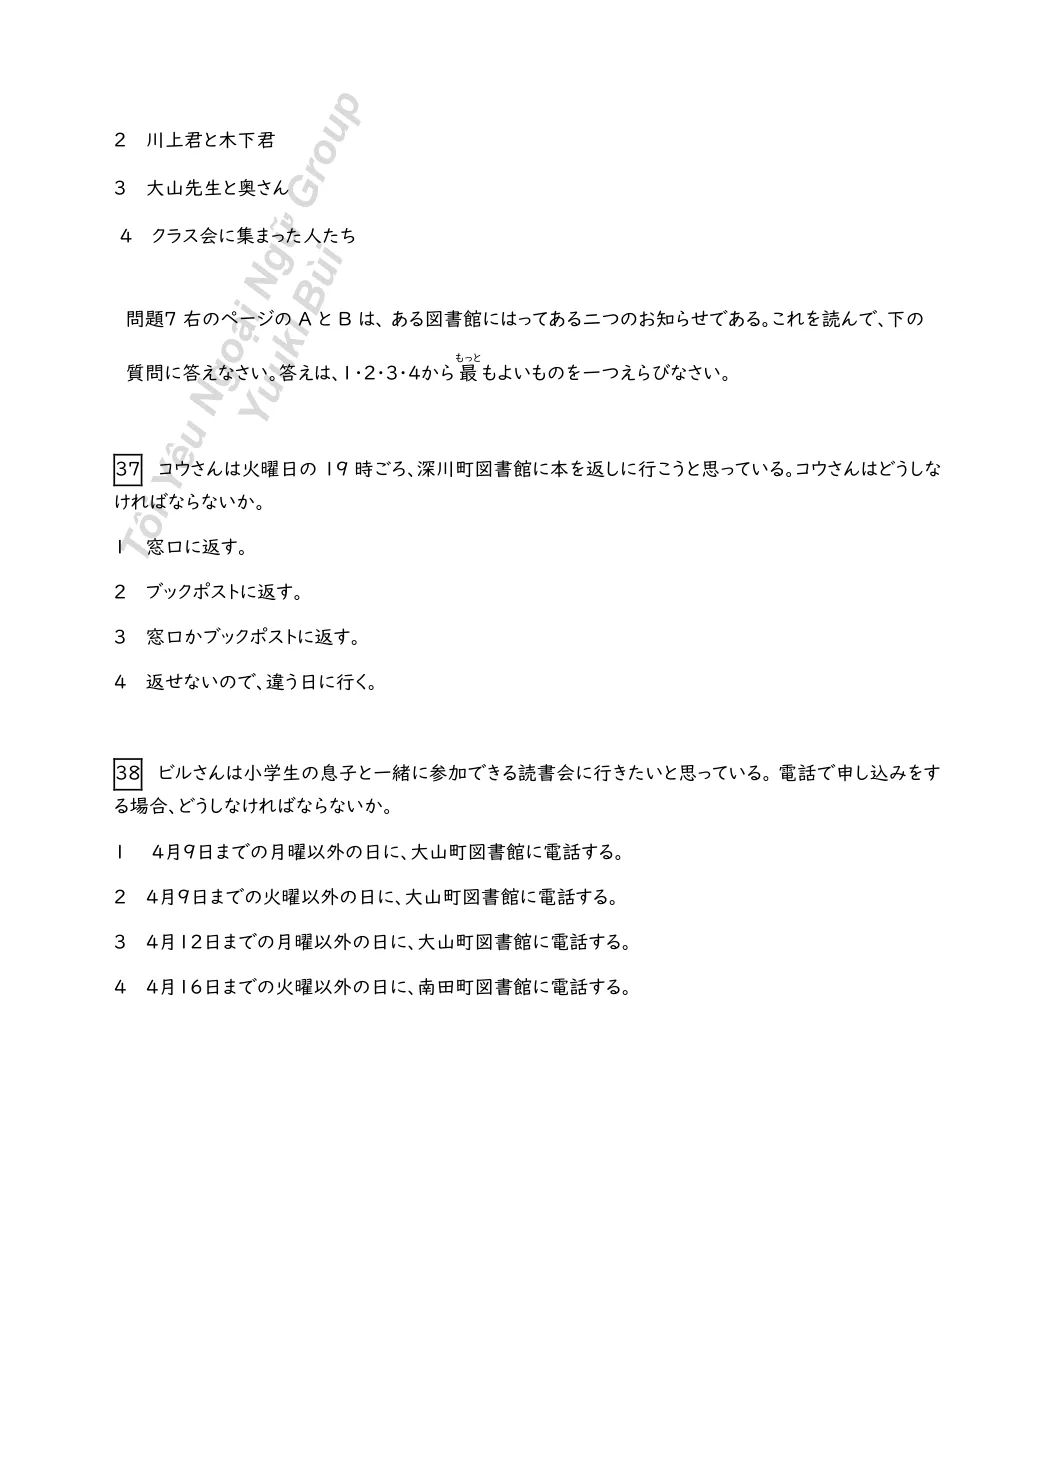 2 川上君と木下君
3 大山先生と奥さん
4 クラス会に集まった人たち
問題7 右のページの A と B は、ある図書館にはってある二つのお知らせである。これを読んで、下の
もっと
質問に答えなさい。答えは、1・2・3・4から最もよいものを一つえらびなさい。
37 コウさんは火曜日の 19 時ごろ、深川町図書館に本を返しに行こうと思っている。コウさんはどうしな
ければならないか。
1 窓口に返す。
2 ブックポストに返す。
3 窓口かブックポストに返す。
4 返せないので、違う日に行く。
38 ビルさんは小学生の息子と一緒に参加できる読書会に行きたいと思っている。電話で申し込みをす
る場合、どうしなければならないか。
1 4月9日までの月曜以外の日に、大山町図書館に電話する。
2 4月9日までの火曜以外の日に、大山町図書館に電話する。
3 4月12日までの月曜以外の日に、大山町図書館に電話する。
4 4月16日までの火曜以外の日に、南田町図書館に電話する。
Tôi Yêu Ngoại Ngữ Group
Yuuki Bùi